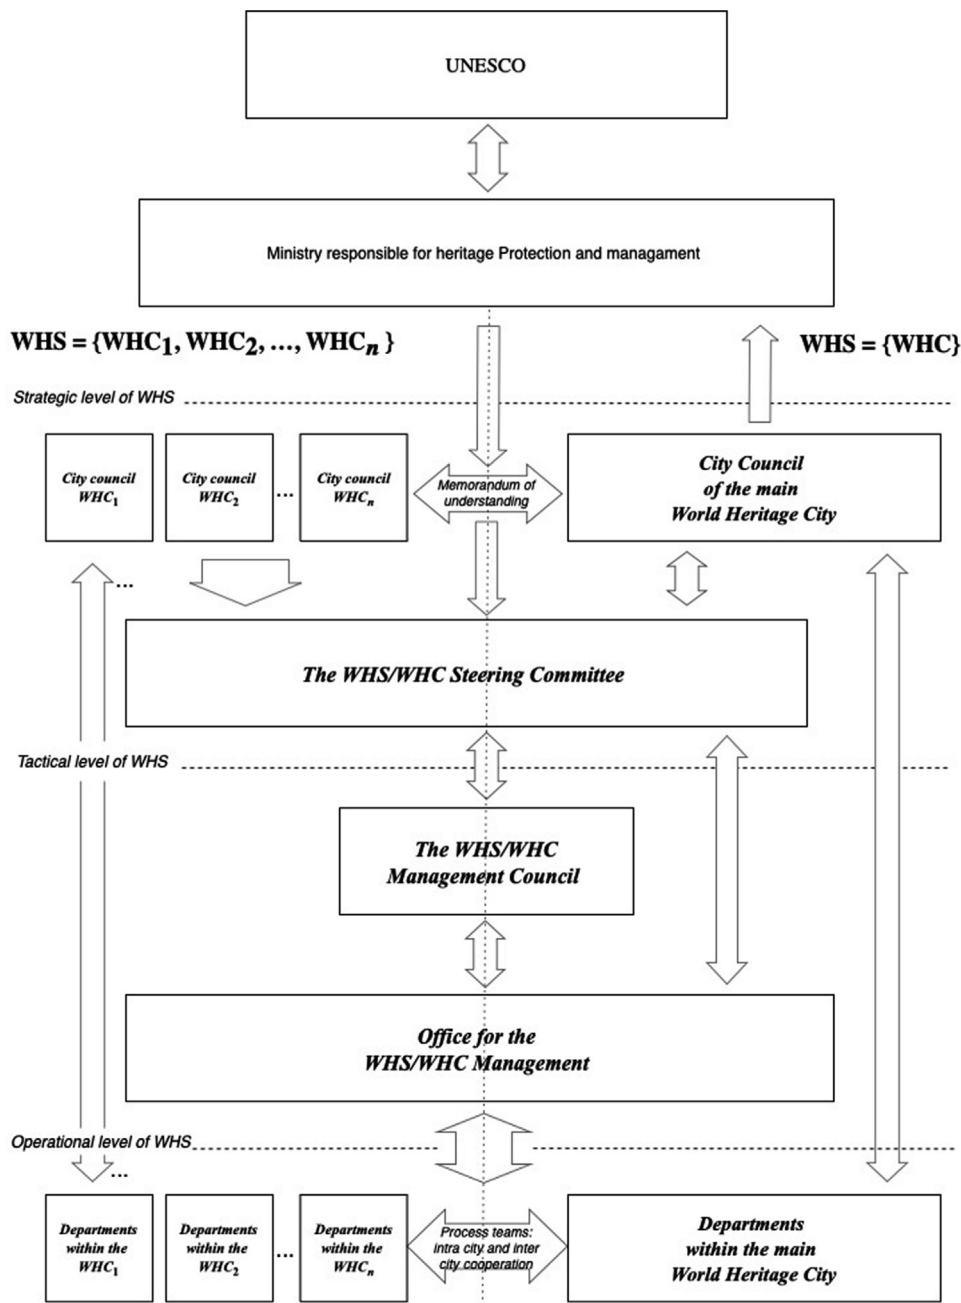 UNESCO
Ministry responsible for heritage Protection and managament
WHS = {WHC1, WHC2, ..., WHCn }
WHS = {WHC}
Strategic level of WHS
City council
WHC1
City council
WHC2
...
City council
WHCn
Memorandum of
understanding
City Council
of the main
World Heritage City
...
The WHS/WHC Steering Committee
Tactical level of WHS
The WHS/WHC
Management Council
Office for the
WHS/WHC Management
Operational level of WHS
...
Departments
within the
WHC1
Departments
within the
WHC2
...
Departments
within the
WHCn
Process teams:
intra city and inter
city cooperation
Departments
within the main
World Heritage City